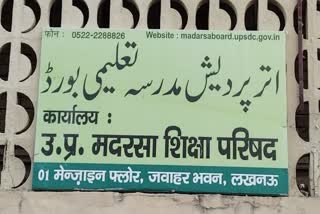 फोन : 0522-2288826 Website : madarsaboard.upsdc.gov.in
اتر پردیش مدرسہ تعلیمی بورڈ
कार्यालय :
उ.प्र. मदरसा शिक्षा परिषद
01 मेन्ज़ाइन फ्लोर, जवाहर भवन, लखनऊ